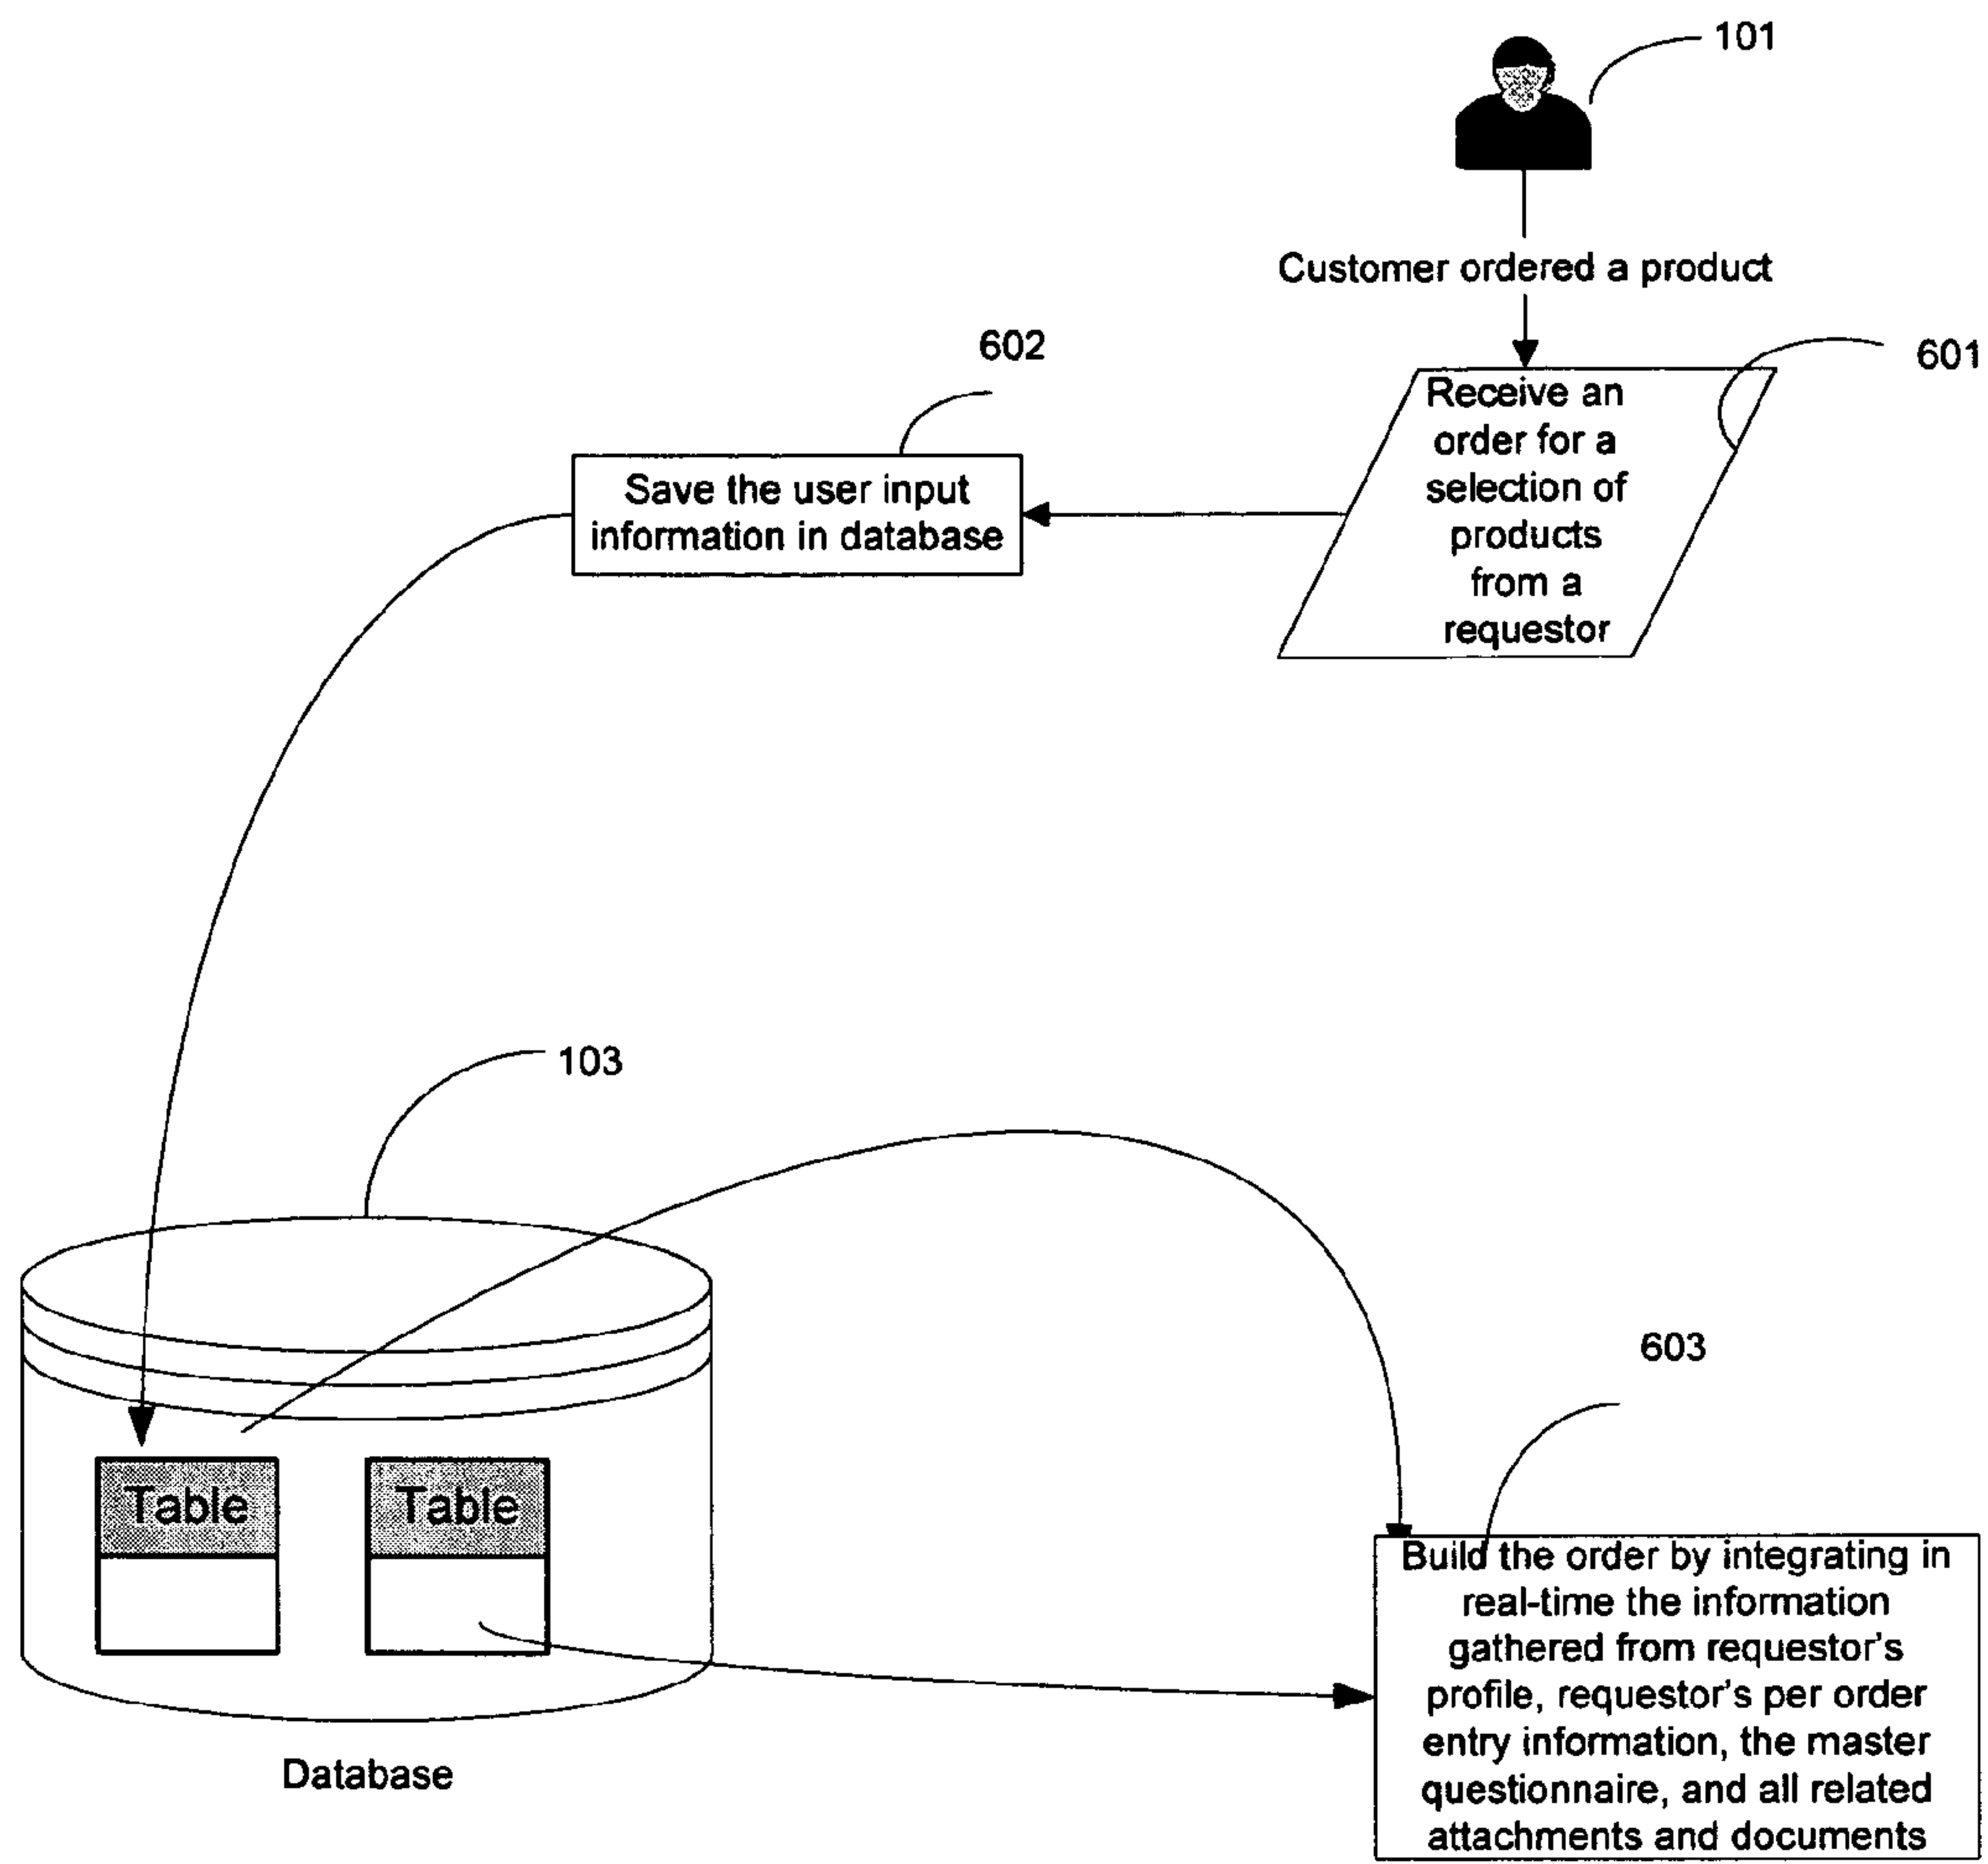 101
Customer ordered a product
602
601
Receive an
order for a
selection of
products
from a
requestor
Save the user input
information in database
103
603
Table
Table
Build the order by integrating in
real-time the information
gathered from requestor's
profile, requestor's per order
entry information, the master
questionnaire, and all related
attachments and documents
Database